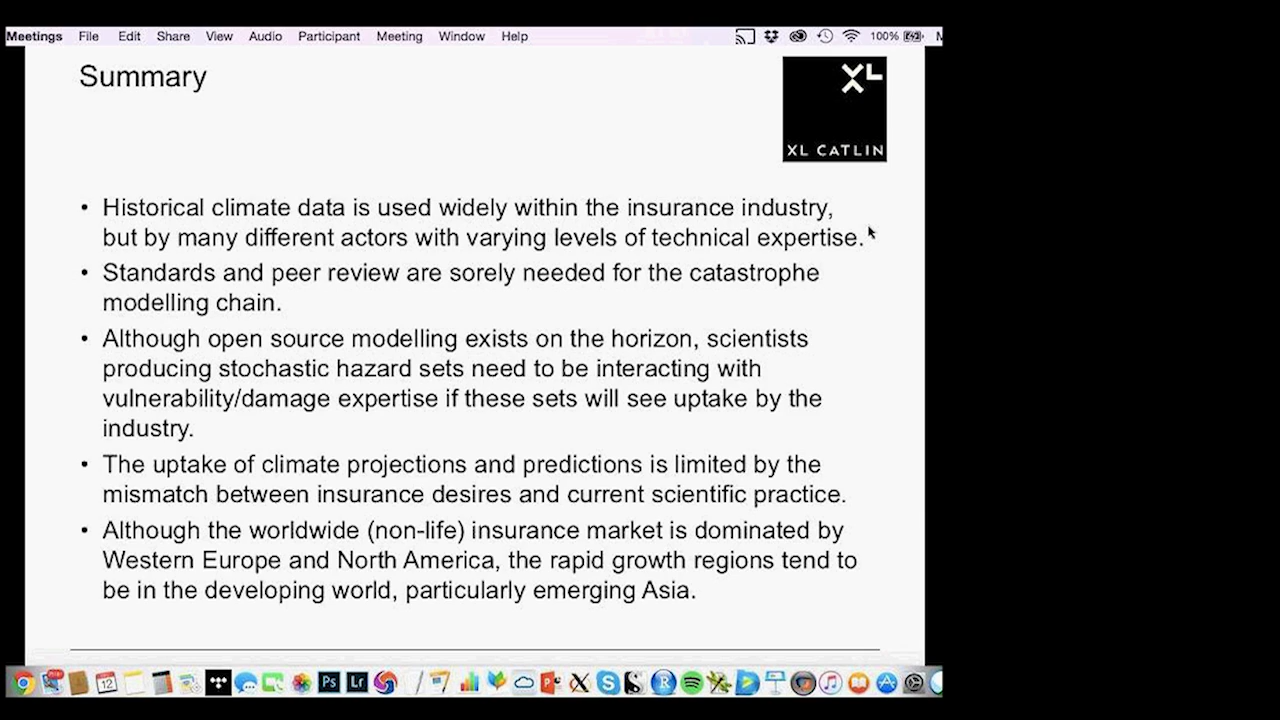 Meetings File Edit Share View Audio Participant Meeting Window Help 100%
Summary
XL
XL CATLIN
• Historical climate data is used widely within the insurance industry,
but by many different actors with varying levels of technical expertise.
• Standards and peer review are sorely needed for the catastrophe
modelling chain.
• Although open source modelling exists on the horizon, scientists
producing stochastic hazard sets need to be interacting with
vulnerability/damage expertise if these sets will see uptake by the
industry.
• The uptake of climate projections and predictions is limited by the
mismatch between insurance desires and current scientific practice.
• Although the worldwide (non-life) insurance market is dominated by
Western Europe and North America, the rapid growth regions tend to
be in the developing world, particularly emerging Asia.
12 Ps Lr